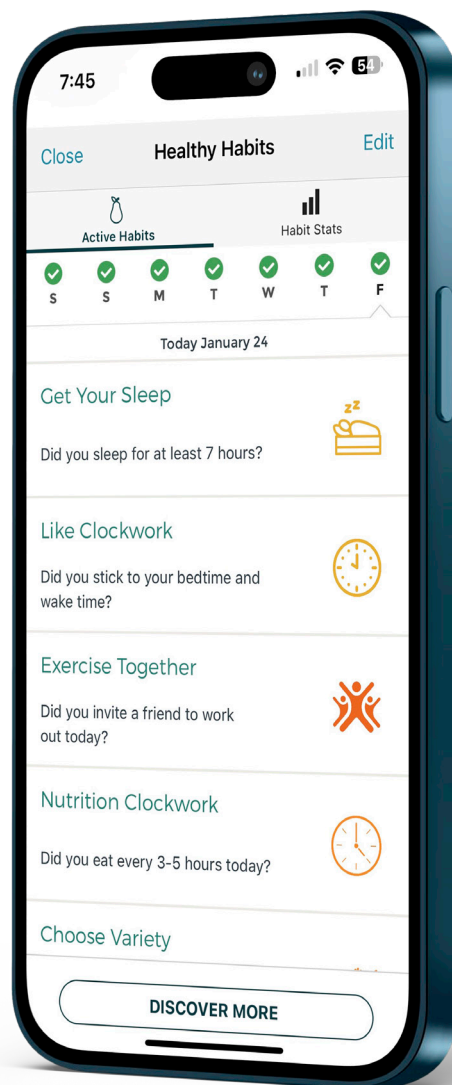 7:45
54
Close
Healthy Habits
Edit
Active Habits
Habit Stats
S S M T W T F
Today January 24
Get Your Sleep
zz
Did you sleep for at least 7 hours?
Like Clockwork
Did you stick to your bedtime and
wake time?
Exercise Together
Did you invite a friend to work
out today?
Nutrition Clockwork
Did you eat every 3-5 hours today?
Choose Variety
DISCOVER MORE